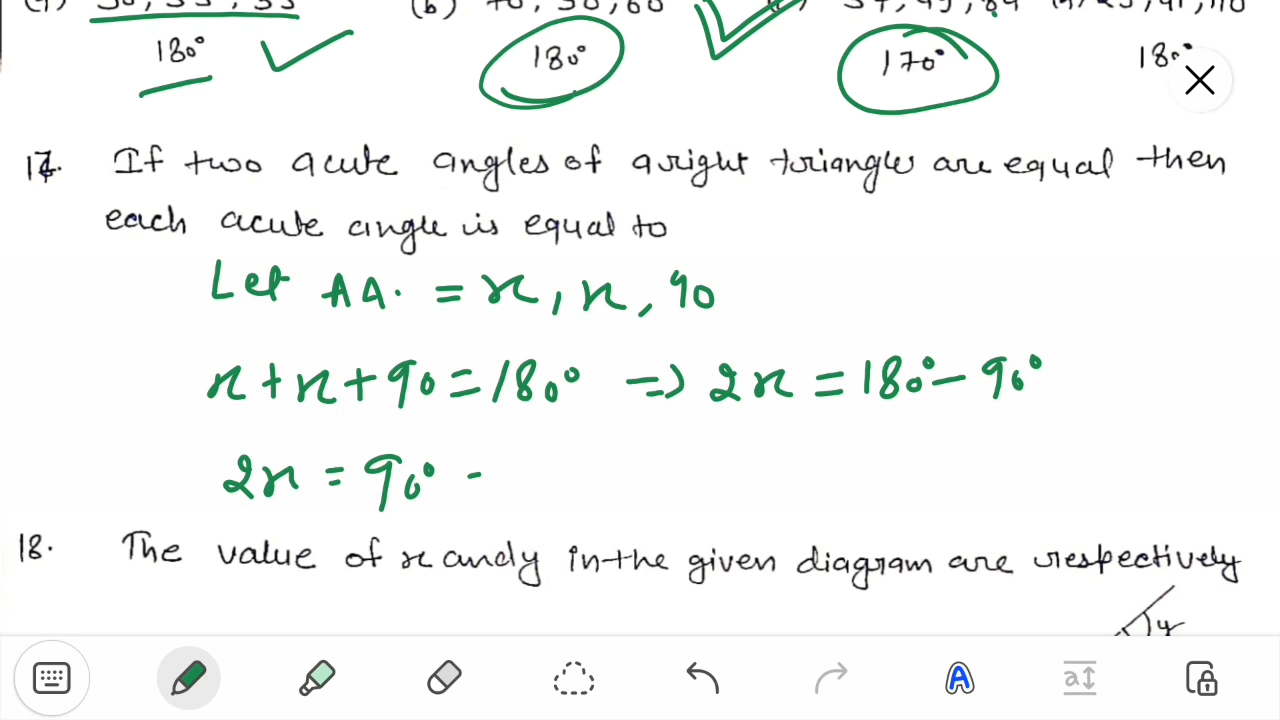 180° 180° 170° 180°
17. If two acute angles of a right triangle are equal then
each acute angle is equal to
Let AA. = x, x, 90
x + x + 90 = 180° => 2x = 180° - 90°
2x = 90° -
18. The value of x and y in the given diagram are respectively
y
A a